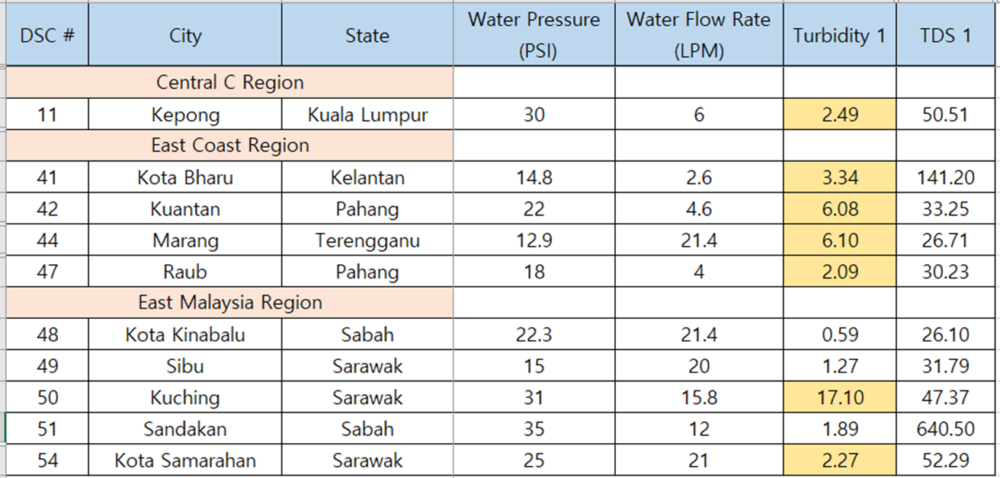 DSC # City State Water Pressure (PSI) Water Flow Rate (LPM) Turbidity 1 TDS 1
Central C Region
11 Kepong Kuala Lumpur 30 6 2.49 50.51
East Coast Region
41 Kota Bharu Kelantan 14.8 2.6 3.34 141.20
42 Kuantan Pahang 22 4.6 6.08 33.25
44 Marang Terengganu 12.9 21.4 6.10 26.71
47 Raub Pahang 18 4 2.09 30.23
East Malaysia Region
48 Kota Kinabalu Sabah 22.3 21.4 0.59 26.10
49 Sibu Sarawak 15 20 1.27 31.79
50 Kuching Sarawak 31 15.8 17.10 47.37
51 Sandakan Sabah 35 12 1.89 640.50
54 Kota Samarahan Sarawak 25 21 2.27 52.29